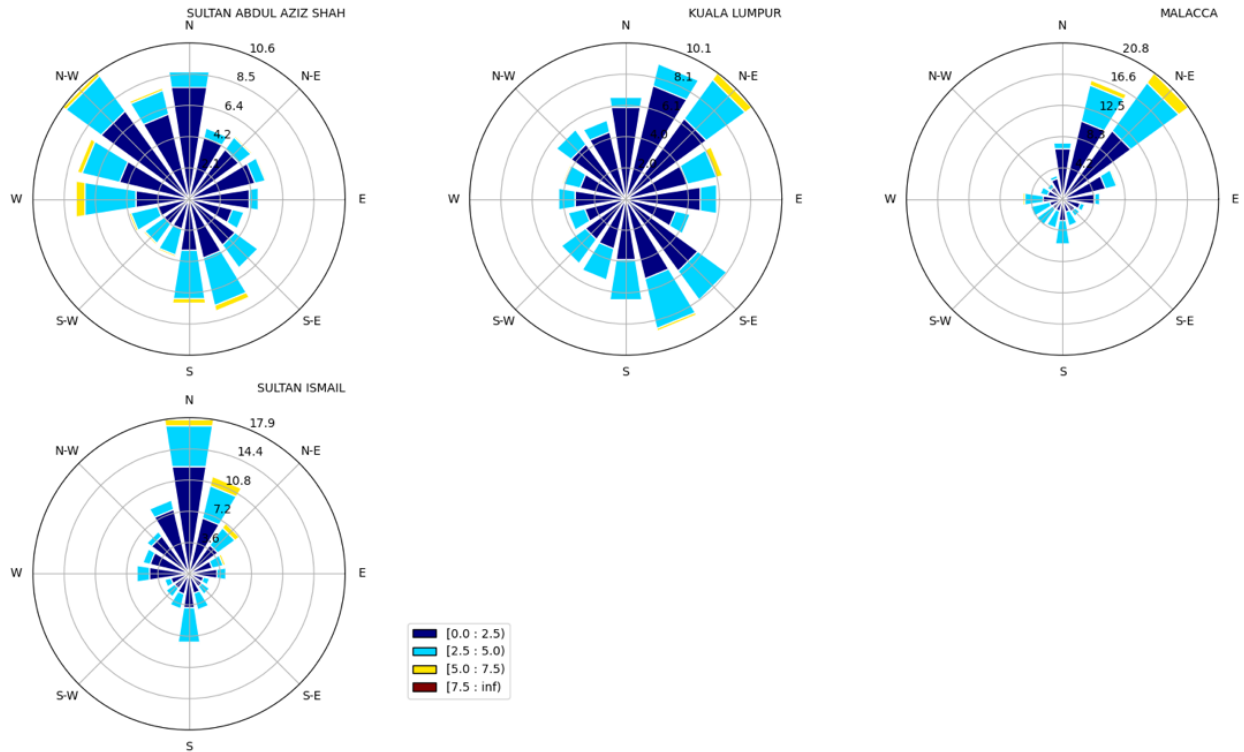 SULTAN ABDUL AZIZ SHAH
N
10.6
N-W
N-E
8.5
6.4
4.2
W
E
S-W
S-E
S
KUALA LUMPUR
N
10.1
N-W
N-E
8.1
W
E
S-W
S-E
S
MALACCA
N
20.8
N-W
N-E
16.6
12.5
W
E
S-W
S-E
S
SULTAN ISMAIL
N
17.9
N-W
N-E
14.4
10.8
7.2
W
E
S-W
S-E
S
[0.0 : 2.5)
[2.5 : 5.0)
[5.0 : 7.5)
[7.5 : inf)